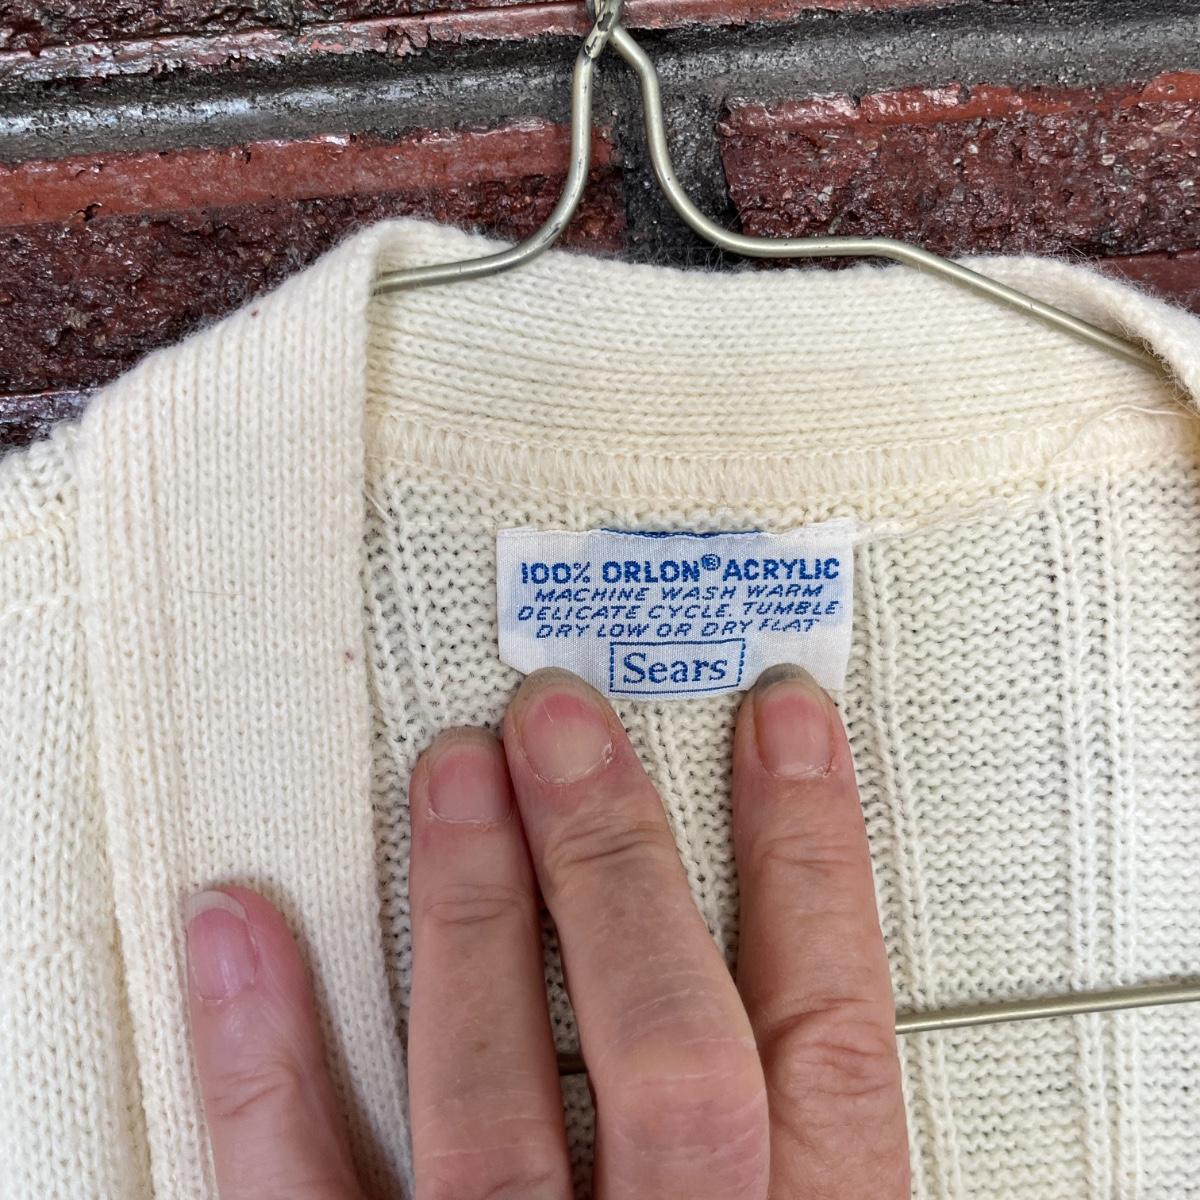 100% ORLON® ACRYLIC
MACHINE WASH WARM
DELICATE CYCLE. TUMBLE
DRY LOW OR DRY FLAT
Sears